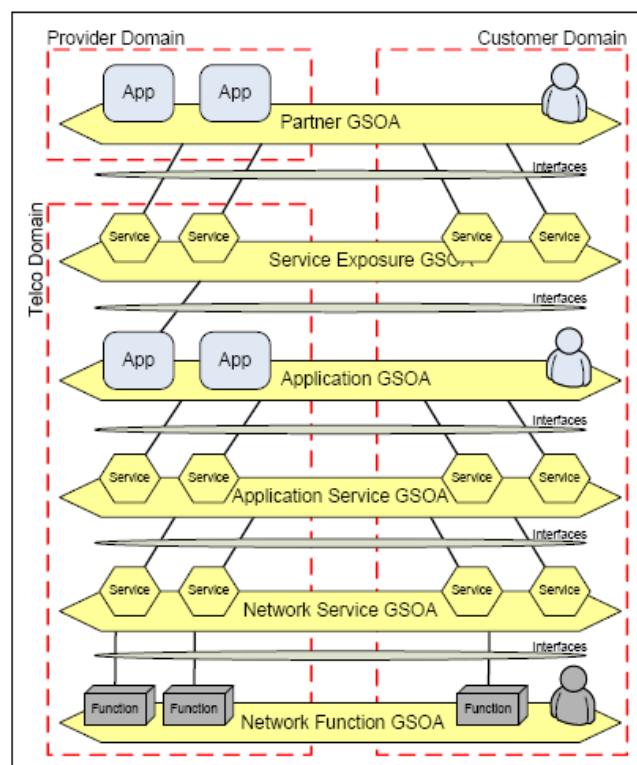 Provider Domain
Customer Domain
App
App
Partner GSOA
Interfaces
Telco Domain
Service
Service
Service
Service
Service Exposure GSOA
Interfaces
App
App
Application GSOA
Interfaces
Service
Service
Service
Service
Application Service GSOA
Interfaces
Service
Service
Service
Service
Network Service GSOA
Interfaces
Function
Function
Function
Network Function GSOA